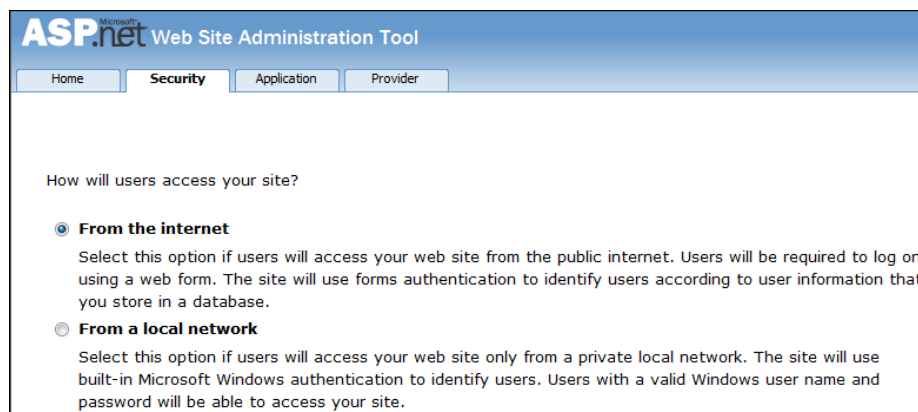 Microsoft®
ASP.net Web Site Administration Tool
Home Security Application Provider
How will users access your site?
From the internet
Select this option if users will access your web site from the public internet. Users will be required to log on
using a web form. The site will use forms authentication to identify users according to user information that
you store in a database.
From a local network
Select this option if users will access your web site only from a private local network. The site will use
built-in Microsoft Windows authentication to identify users. Users with a valid Windows user name and
password will be able to access your site.